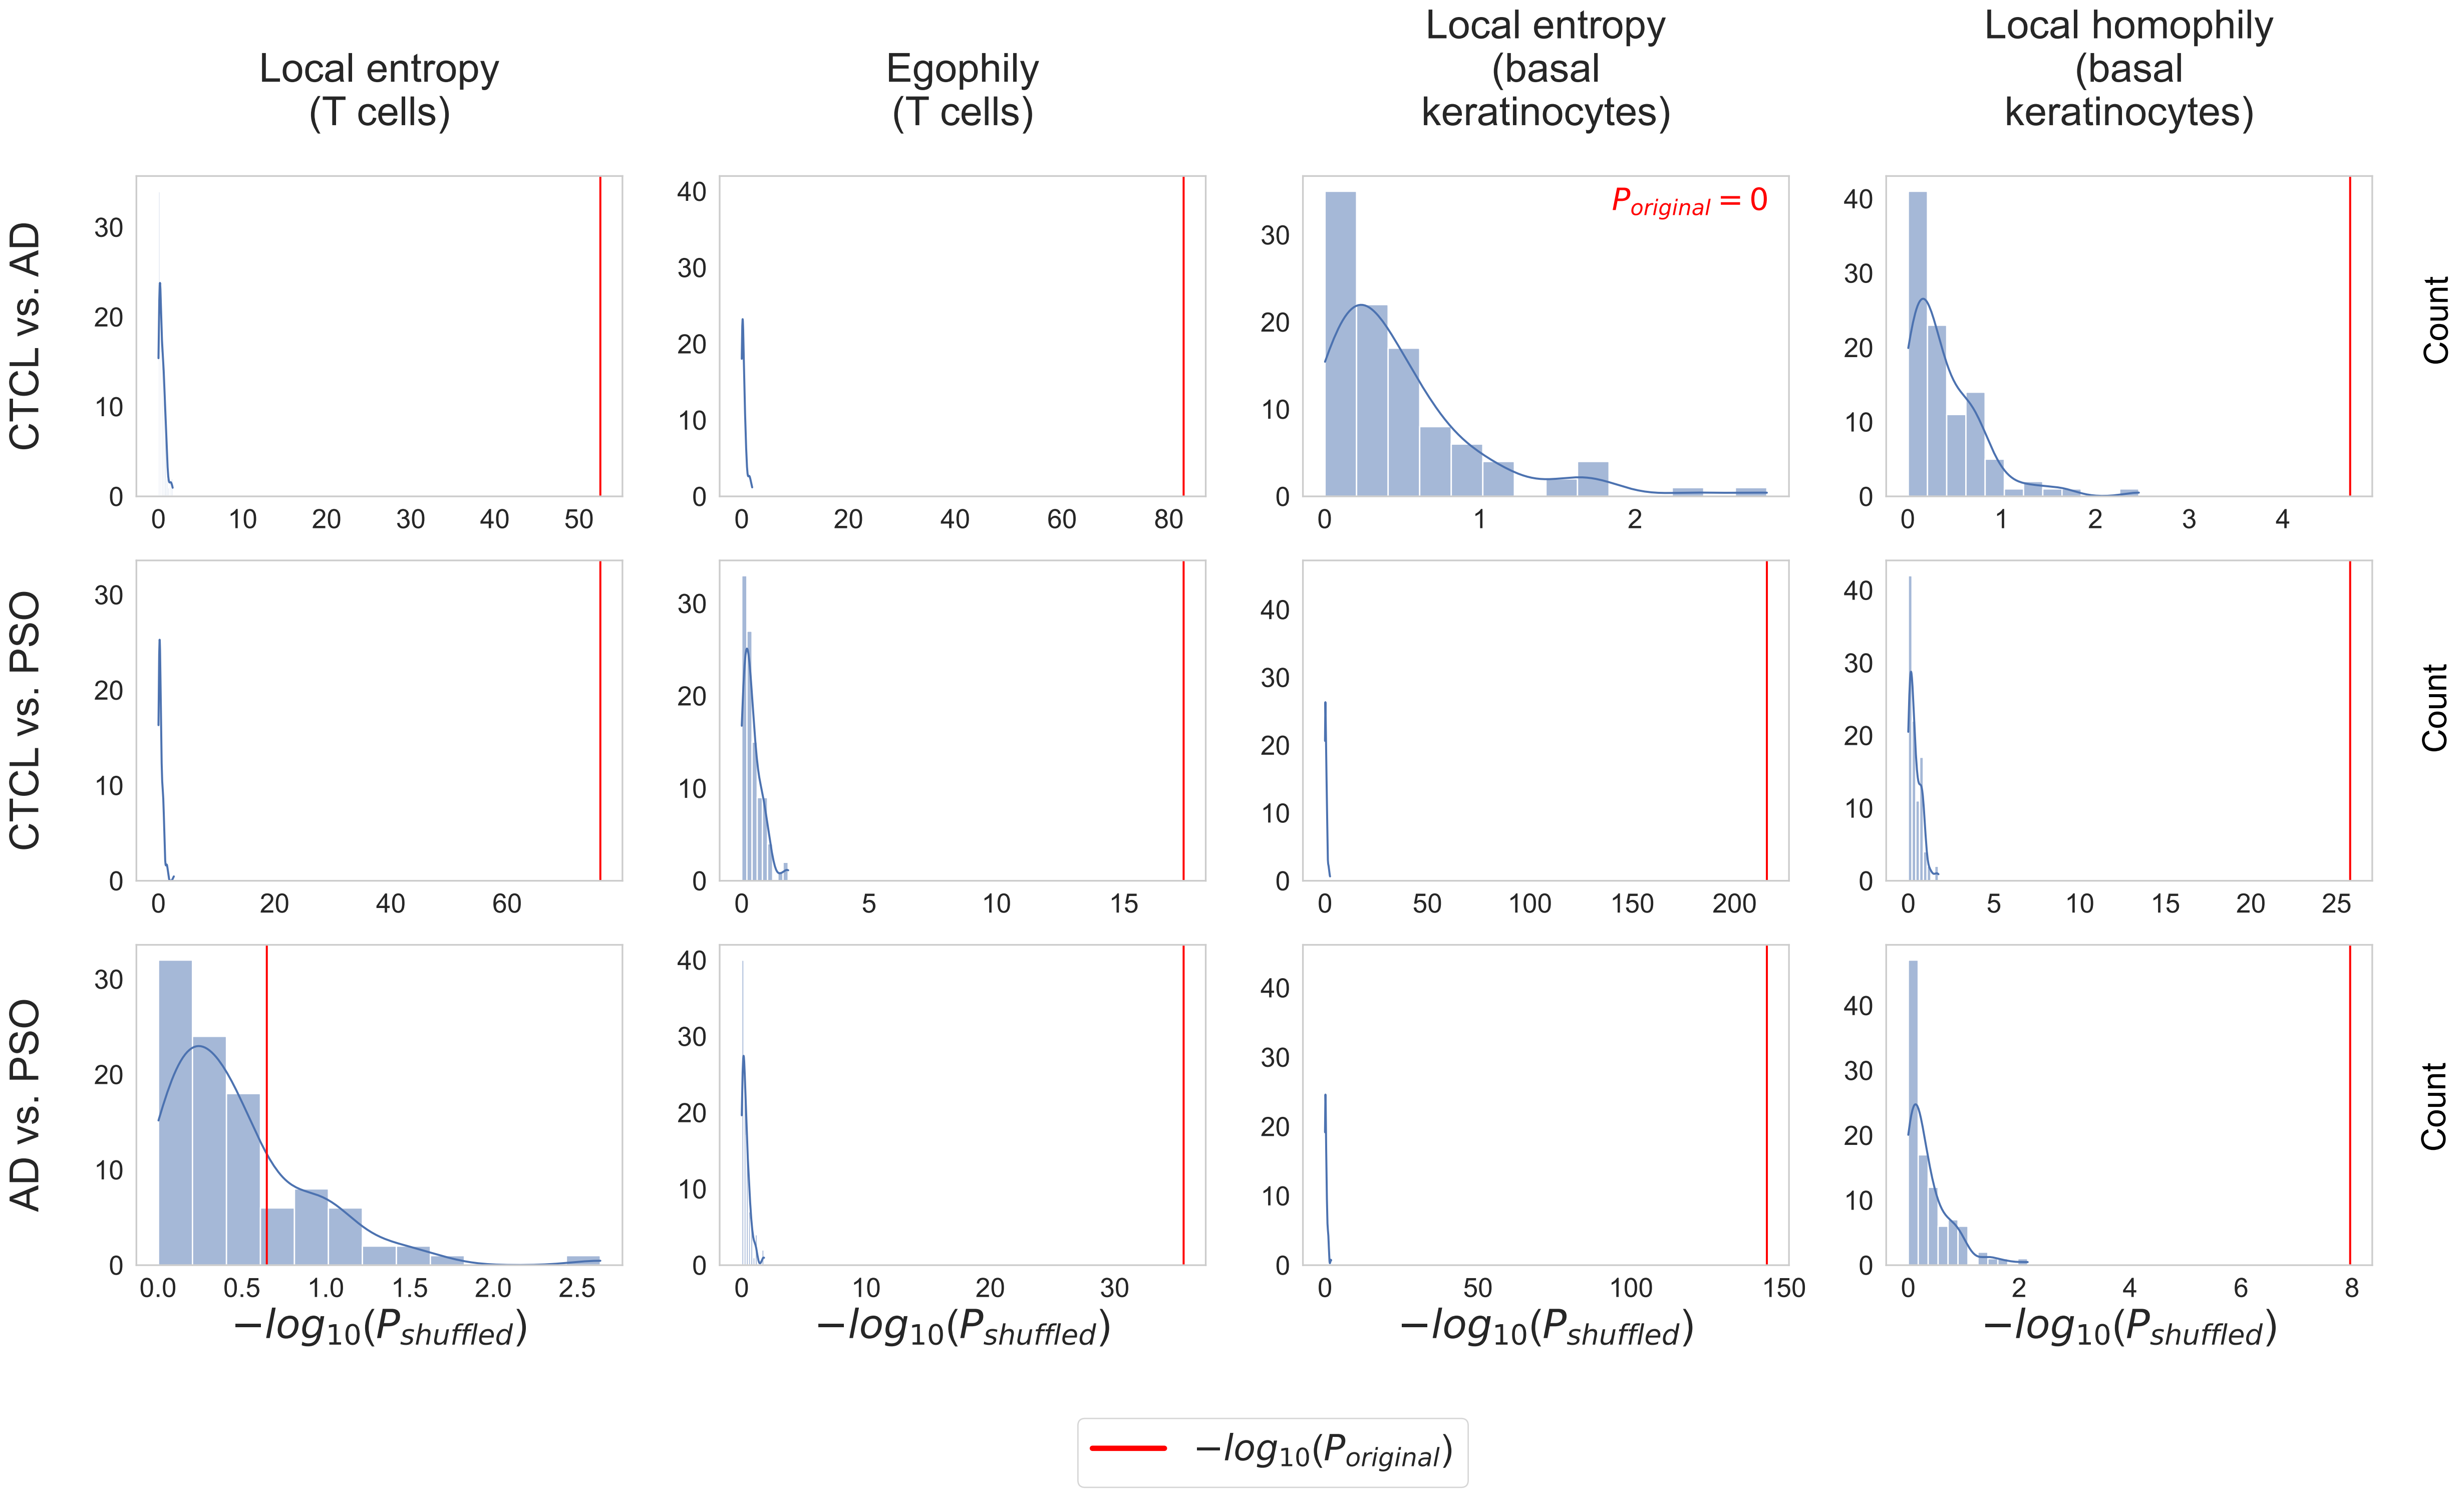 Local entropy
(T cells)
Egophily
(T cells)
Local entropy
(basal
keratinocytes)
Local homophily
(basal
keratinocytes)
CTCL vs. AD
30
20
10
0
0 10 20 30 40 50
40
30
20
10
0
0 20 40 60 80
P_original = 0
30
20
10
0
0 1 2
40
30
20
10
0
0 1 2 3 4
Count
CTCL vs. PSO
30
20
10
0
0 20 40 60
30
20
10
0
0 5 10 15
40
30
20
10
0
0 50 100 150 200
40
30
20
10
0
0 5 10 15 20 25
Count
AD vs. PSO
30
20
10
0
0.0 0.5 1.0 1.5 2.0 2.5
−log₁₀(P_shuffled)
40
30
20
10
0
0 10 20 30
−log₁₀(P_shuffled)
40
30
20
10
0
0 50 100 150
−log₁₀(P_shuffled)
40
30
20
10
0
0 2 4 6 8
−log₁₀(P_shuffled)
Count
−log₁₀(P_original)